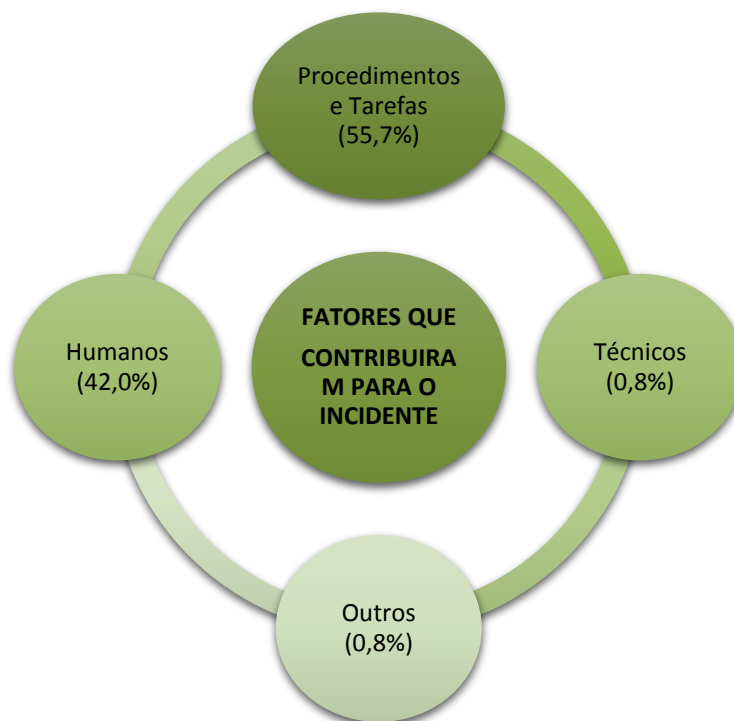 Procedimentos
e Tarefas
(55,7%)
FATORES QUE
CONTRIBUIRA
M PARA O
INCIDENTE
Humanos
(42,0%)
Técnicos
(0,8%)
Outros
(0,8%)